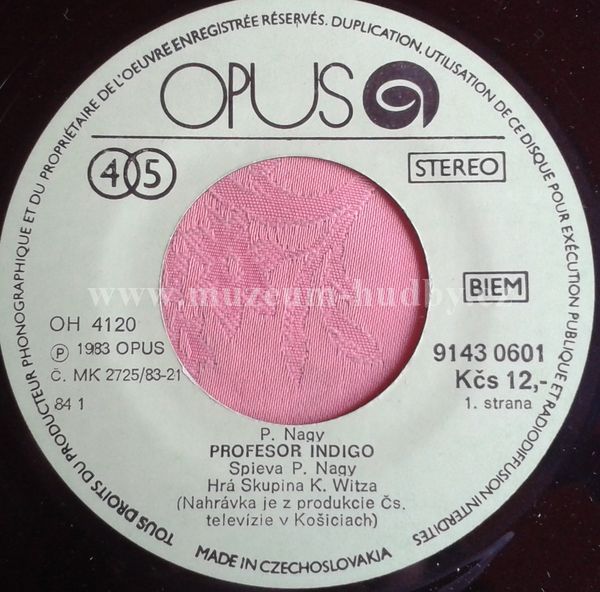 TOUS DROITS DU PRODUCTEUR PHONOGRAPHIQUE ET DU PROPRIÉTAIRE DE L'OEUVRE ENREGISTRÉE RÉSERVÉS. DUPLICATION, UTILISATION DE CE DISQUE POUR EXÉCUTION PUBLIQUE ET RADIODIFFUSION INTERDITES
OPUS
45
STEREO
www.muzeum-hudby.
BIEM
OH 4120
Ⓟ 1983 OPUS
Č. MK 2725/83-21
84 1
9143 0601
Kčs 12,-
1. strana
P. Nagy
PROFESOR INDIGO
Spieva P. Nagy
Hrá Skupina K. Witza
(Nahrávka je z produkcie Čs.
televízie v Košiciach)
MADE IN CZECHOSLOVAKIA